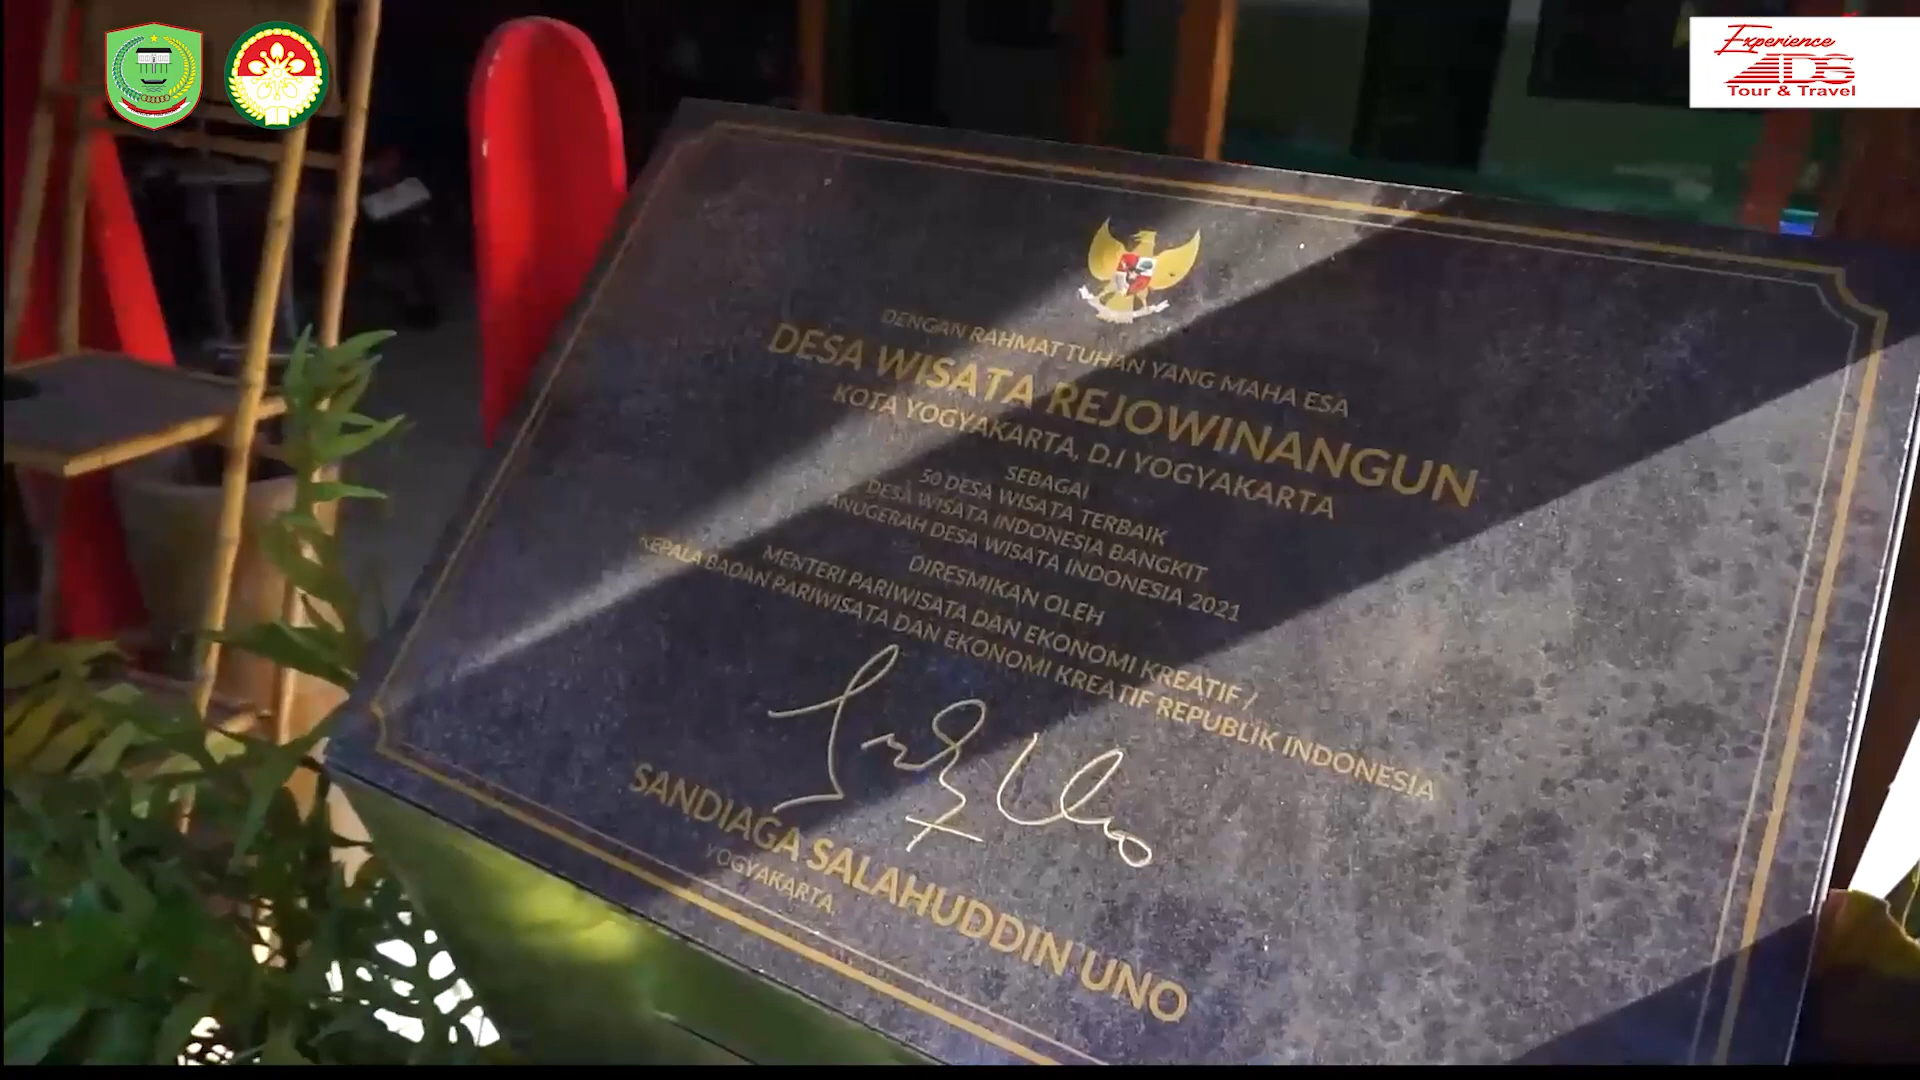 Experience
ADS
Tour & Travel
DENGAN RAHMAT TUHAN YANG MAHA ESA
DESA WISATA REJOWINANGUN
KOTA YOGYAKARTA, D.I YOGYAKARTA
SEBAGAI
50 DESA WISATA TERBAIK
DESA WISATA INDONESIA BANGKIT
ANUGERAH DESA WISATA INDONESIA 2021
DIRESMIKAN OLEH
MENTERI PARIWISATA DAN EKONOMI KREATIF /
KEPALA BADAN PARIWISATA DAN EKONOMI KREATIF REPUBLIK INDONESIA
SANDIAGA SALAHUDDIN UNO
YOGYAKARTA,